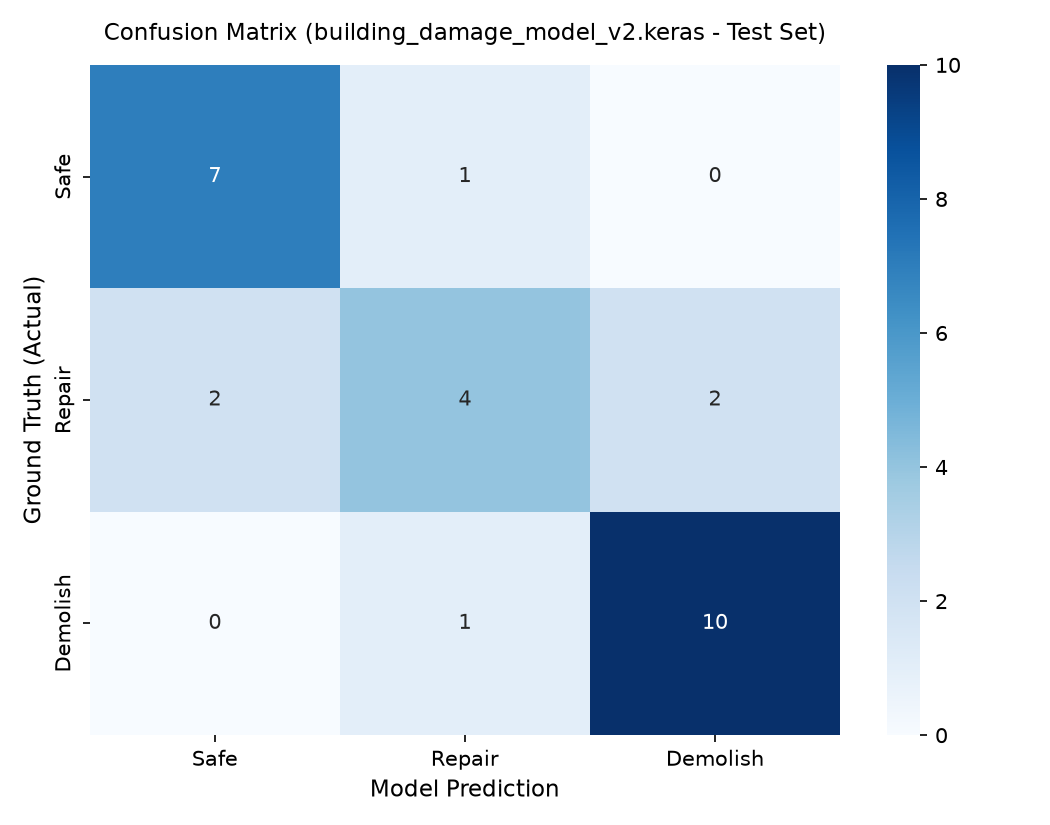 Confusion Matrix (building_damage_model_v2.keras - Test Set)
Ground Truth (Actual)
Safe
7 1 0
Repair
2 4 2
Demolish
0 1 10
Safe Repair Demolish
Model Prediction
10
8
6
4
2
0